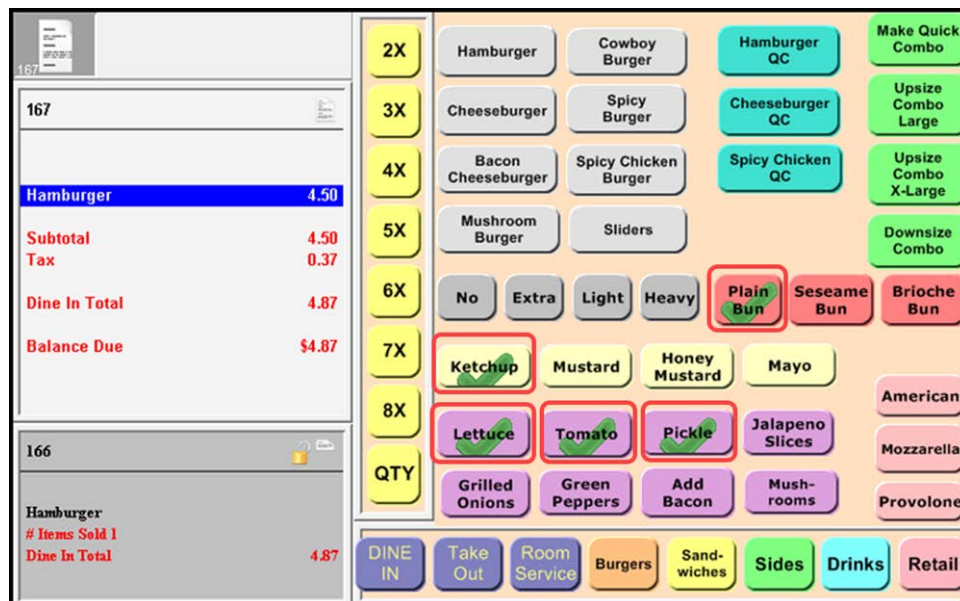 167
167
Hamburger 4.50
Subtotal 4.50
Tax 0.37
Dine In Total 4.87
Balance Due $4.87
166
Hamburger
# Items Sold 1
Dine In Total 4.87
2X
3X
4X
5X
6X
7X
8X
QTY
Hamburger
Cowboy
Burger
Hamburger
QC
Make Quick
Combo
Cheeseburger
Spicy
Burger
Cheeseburger
QC
Upsize
Combo
Large
Bacon
Cheeseburger
Spicy Chicken
Burger
Spicy Chicken
QC
Upsize
Combo
X-Large
Mushroom
Burger
Sliders
Downsize
Combo
No
Extra
Light
Heavy
Plain
Bun
Seseame
Bun
Brioche
Bun
Ketchup
Mustard
Honey
Mustard
Mayo
American
Lettuce
Tomato
Pickle
Jalapeno
Slices
Mozzarella
Grilled
Onions
Green
Peppers
Add
Bacon
Mush-
rooms
Provolone
DINE
IN
Take
Out
Room
Service
Burgers
Sand-
wiches
Sides
Drinks
Retail